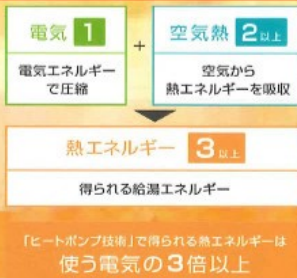 電気 1
+
空気熱 2以上
電気エネルギー
で圧縮
空気から
熱エネルギーを吸収
熱エネルギー 3以上
得られる給湯エネルギー
「ヒートポンプ技術」で得られる熱エネルギーは
使う電気の3倍以上